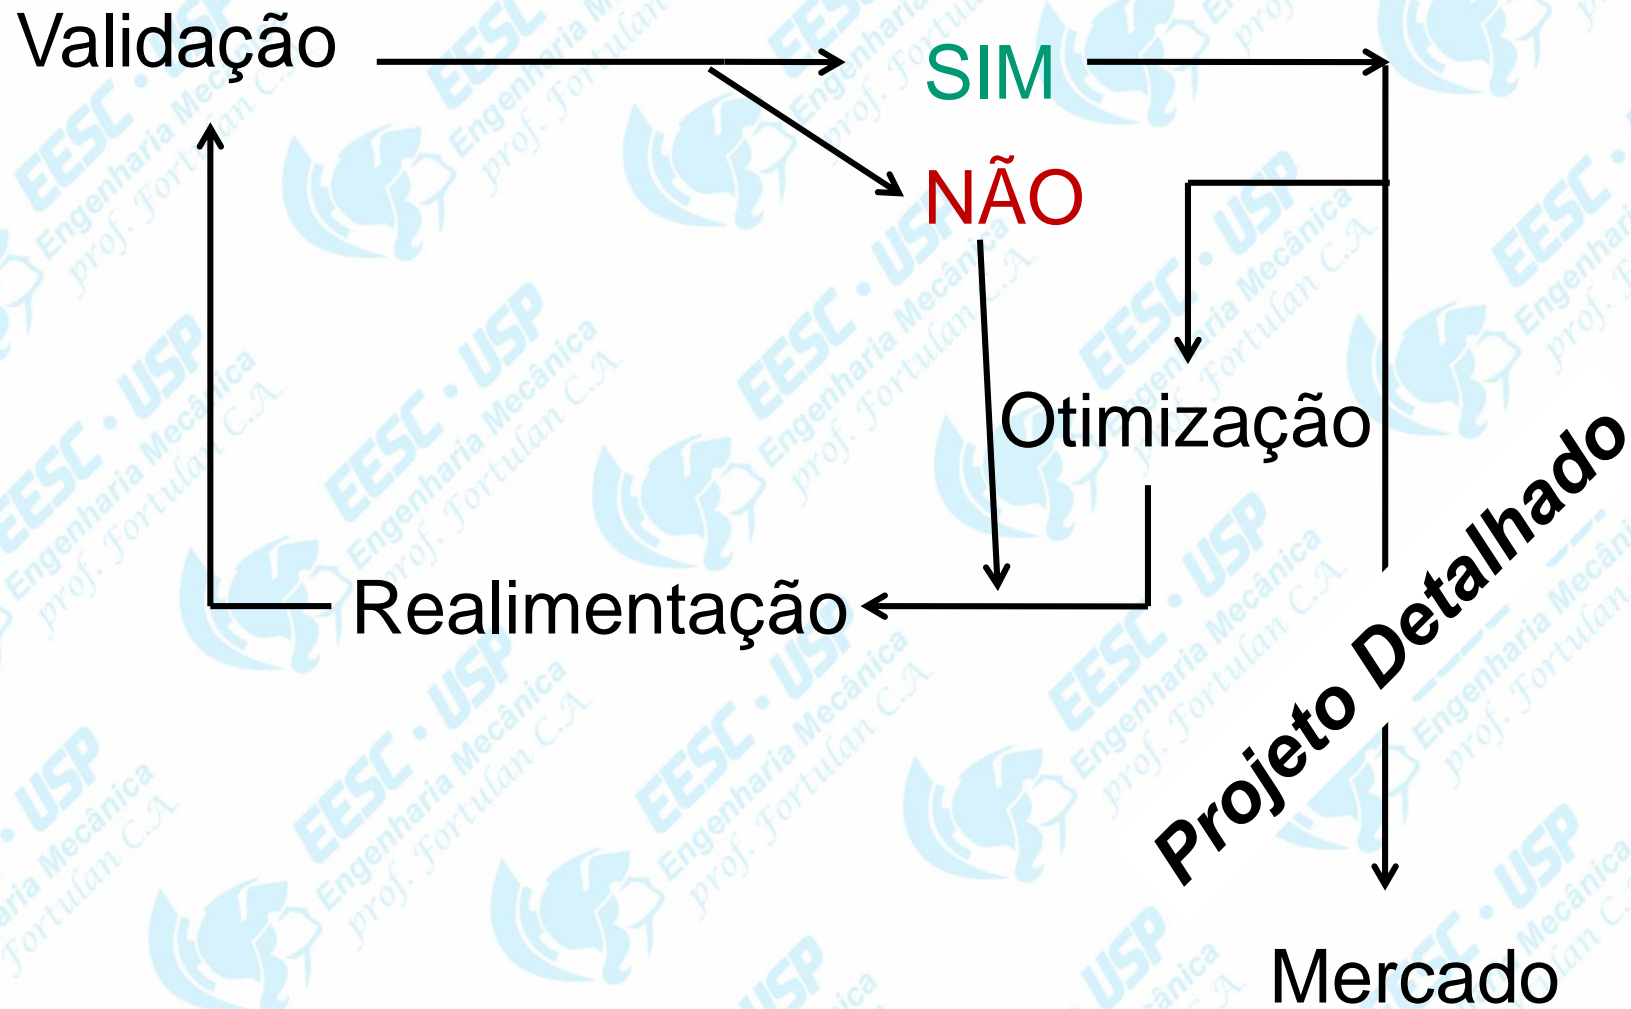 Validação
SIM
NÃO
Otimização
Realimentação
Projeto Detalhado
Mercado
EESC · USP
Engenharia Mecânica
prof. Fortulan C.A.